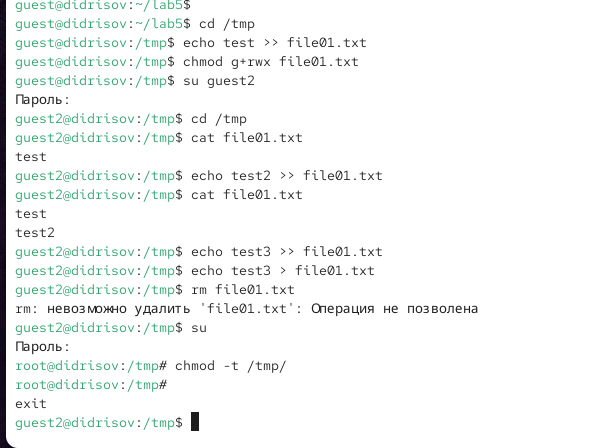 guest@didrisov:~/lab5$
guest@didrisov:~/lab5$ cd /tmp
guest@didrisov:/tmp$ echo test >> file01.txt
guest@didrisov:/tmp$ chmod g+rwx file01.txt
guest@didrisov:/tmp$ su guest2
Пароль:
guest2@didrisov:/tmp$ cd /tmp
guest2@didrisov:/tmp$ cat file01.txt
test
guest2@didrisov:/tmp$ echo test2 >> file01.txt
guest2@didrisov:/tmp$ cat file01.txt
test
test2
guest2@didrisov:/tmp$ echo test3 >> file01.txt
guest2@didrisov:/tmp$ echo test3 > file01.txt
guest2@didrisov:/tmp$ rm file01.txt
rm: невозможно удалить 'file01.txt': Операция не позволена
guest2@didrisov:/tmp$ su
Пароль:
root@didrisov:/tmp# chmod -t /tmp/
root@didrisov:/tmp#
exit
guest2@didrisov:/tmp$